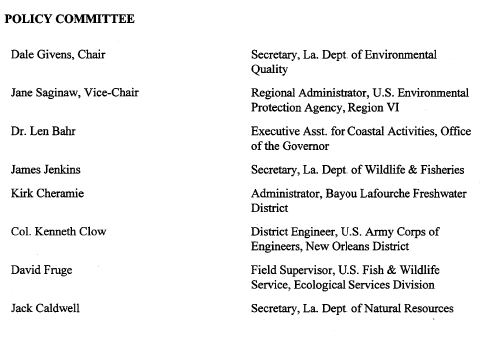 POLICY COMMITTEE
Dale Givens, Chair
Secretary, La. Dept. of Environmental
Quality
Jane Saginaw, Vice-Chair
Regional Administrator, U.S. Environmental
Protection Agency, Region VI
Dr. Len Bahr
Executive Asst. for Coastal Activities, Office
of the Governor
James Jenkins
Secretary, La. Dept. of Wildlife & Fisheries
Kirk Cheramie
Administrator, Bayou Lafourche Freshwater
District
Col. Kenneth Clow
District Engineer, U.S. Army Corps of
Engineers, New Orleans District
David Fruge
Field Supervisor, U.S. Fish & Wildlife
Service, Ecological Services Division
Jack Caldwell
Secretary, La. Dept. of Natural Resources